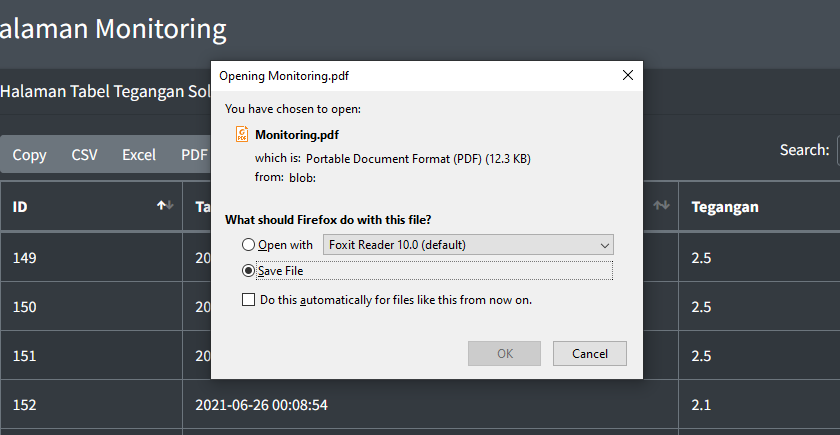 alaman Monitoring
Halaman Tabel Tegangan Sol
Opening Monitoring.pdf
You have chosen to open:
Monitoring.pdf
which is: Portable Document Format (PDF) (12.3 KB)
from: blob:
What should Firefox do with this file?
Open with Foxit Reader 10.0 (default)
Save File
Do this automatically for files like this from now on.
OK Cancel
Copy CSV Excel PDF
Search:
ID Ta Tegangan
149 20 2.5
150 20 2.5
151 20 2.5
152 2021-06-26 00:08:54 2.1